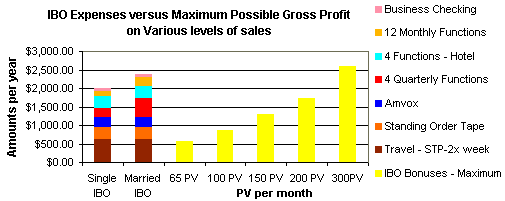 IBO Expenses versus Maximum Possible Gross Profit
on Various levels of sales
Amounts per year
$3,000.00
$2,500.00
$2,000.00
$1,500.00
$1,000.00
$500.00
$0.00
Single
IBO
Married
IBO
65 PV
100 PV
150 PV
200 PV
300PV
PV per month
Business Checking
12 Monthly Functions
4 Functions - Hotel
4 Quarterly Functions
Amvox
Standing Order Tape
Travel - STP-2x week
IBO Bonuses - Maximum